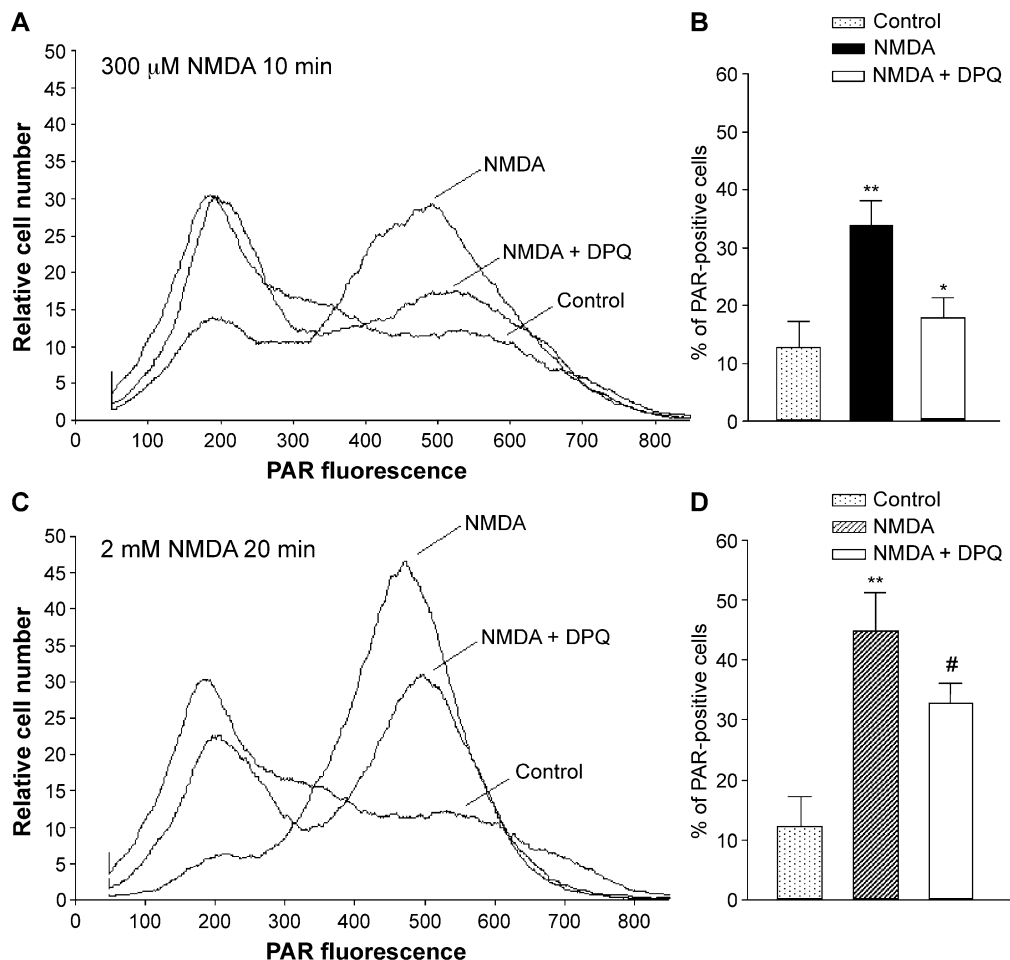 A
300 µM NMDA 10 min
Relative cell number
50
45
40
35
30
25
20
15
10
5
0
NMDA
NMDA + DPQ
Control
0 100 200 300 400 500 600 700 800
PAR fluorescence
B
Control
NMDA
NMDA + DPQ
% of PAR-positive cells
60
50
40
30
20
10
0
**
*
C
2 mM NMDA 20 min
Relative cell number
50
45
40
35
30
25
20
15
10
5
0
NMDA
NMDA + DPQ
Control
0 100 200 300 400 500 600 700 800
PAR fluorescence
D
Control
NMDA
NMDA + DPQ
% of PAR-positive cells
60
50
40
30
20
10
0
**
#